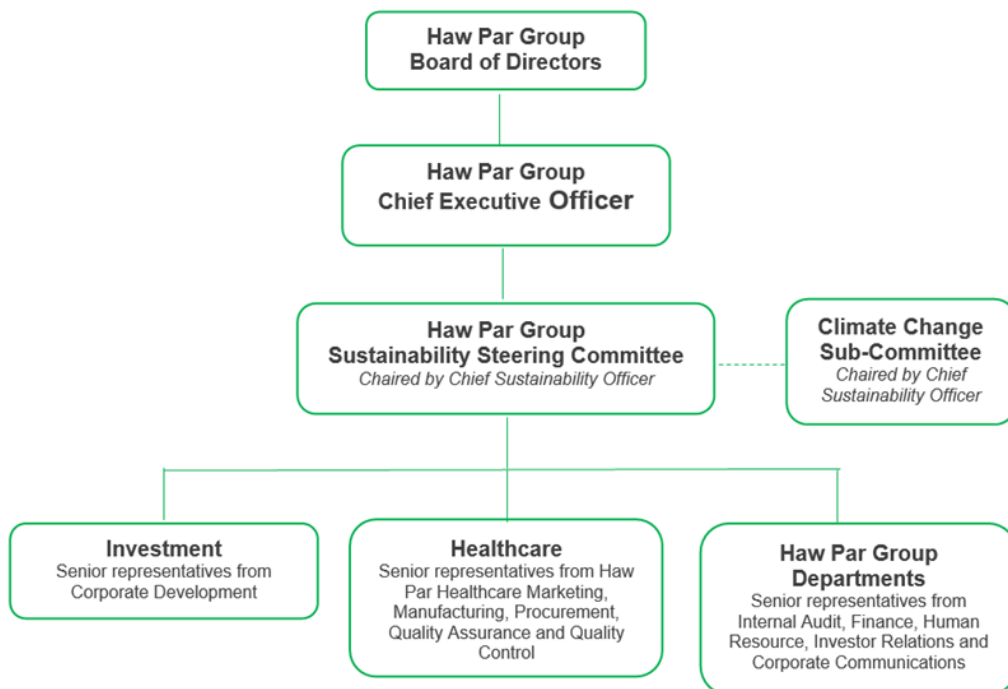 Haw Par Group
Board of Directors
Haw Par Group
Chief Executive Officer
Haw Par Group
Sustainability Steering Committee
Chaired by Chief Sustainability Officer
Climate Change
Sub-Committee
Chaired by Chief
Sustainability Officer
Investment
Senior representatives from
Corporate Development
Healthcare
Senior representatives from Haw
Par Healthcare Marketing,
Manufacturing, Procurement,
Quality Assurance and Quality
Control
Haw Par Group
Departments
Senior representatives from
Internal Audit, Finance, Human
Resource, Investor Relations and
Corporate Communications